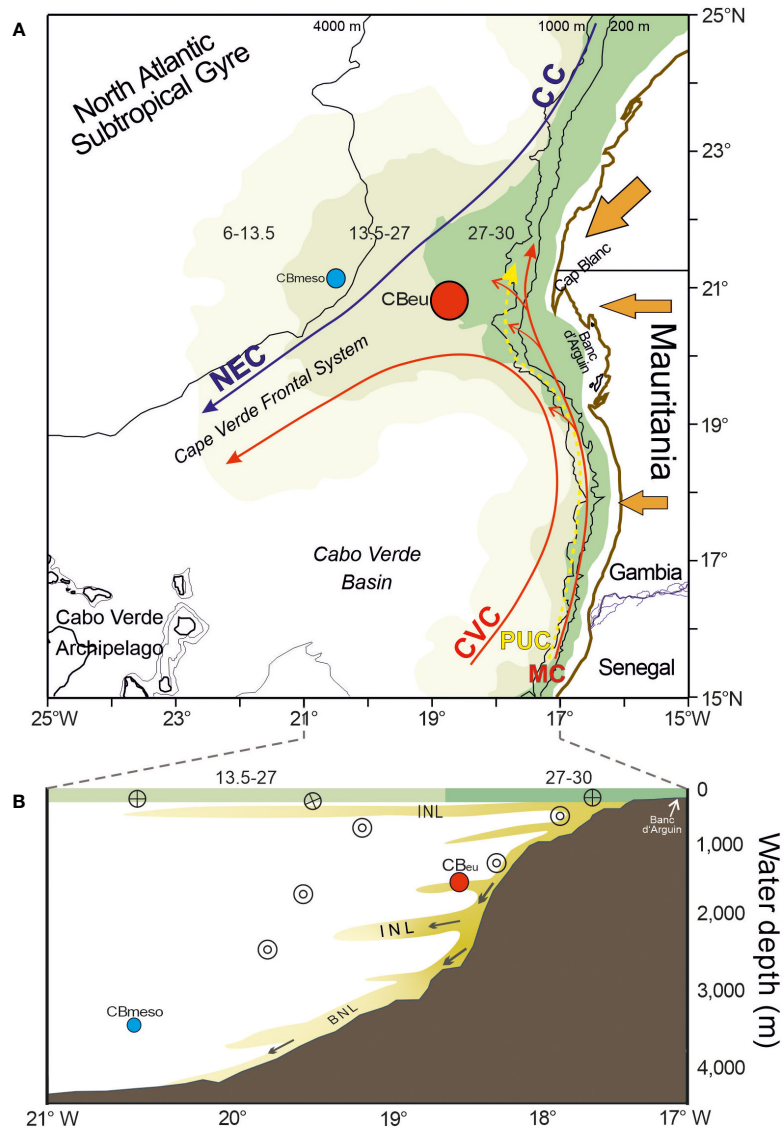 A
4000 m
1000 m
200 m
25°N
North Atlantic
Subtropical Gyre
CC
23°
6-13.5
13.5-27
27-30
Cap Blanc
CBmeso
CBeu
21°
Banc
d'Arguin
Mauritania
NEC
Cape Verde Frontal System
19°
Cabo Verde
Basin
17°
Gambia
Cabo Verde
Archipelago
CVC
PUC
MC
Senegal
15°N
25°W
23°
21°
19°
17°
15°W
B
13.5-27
27-30
0
INL
Banc
d'Arguin
1,000
CBeu
2,000
INL
3,000
CBmeso
BNL
4,000
Water depth (m)
21° W
20°
19°
18°
17°W